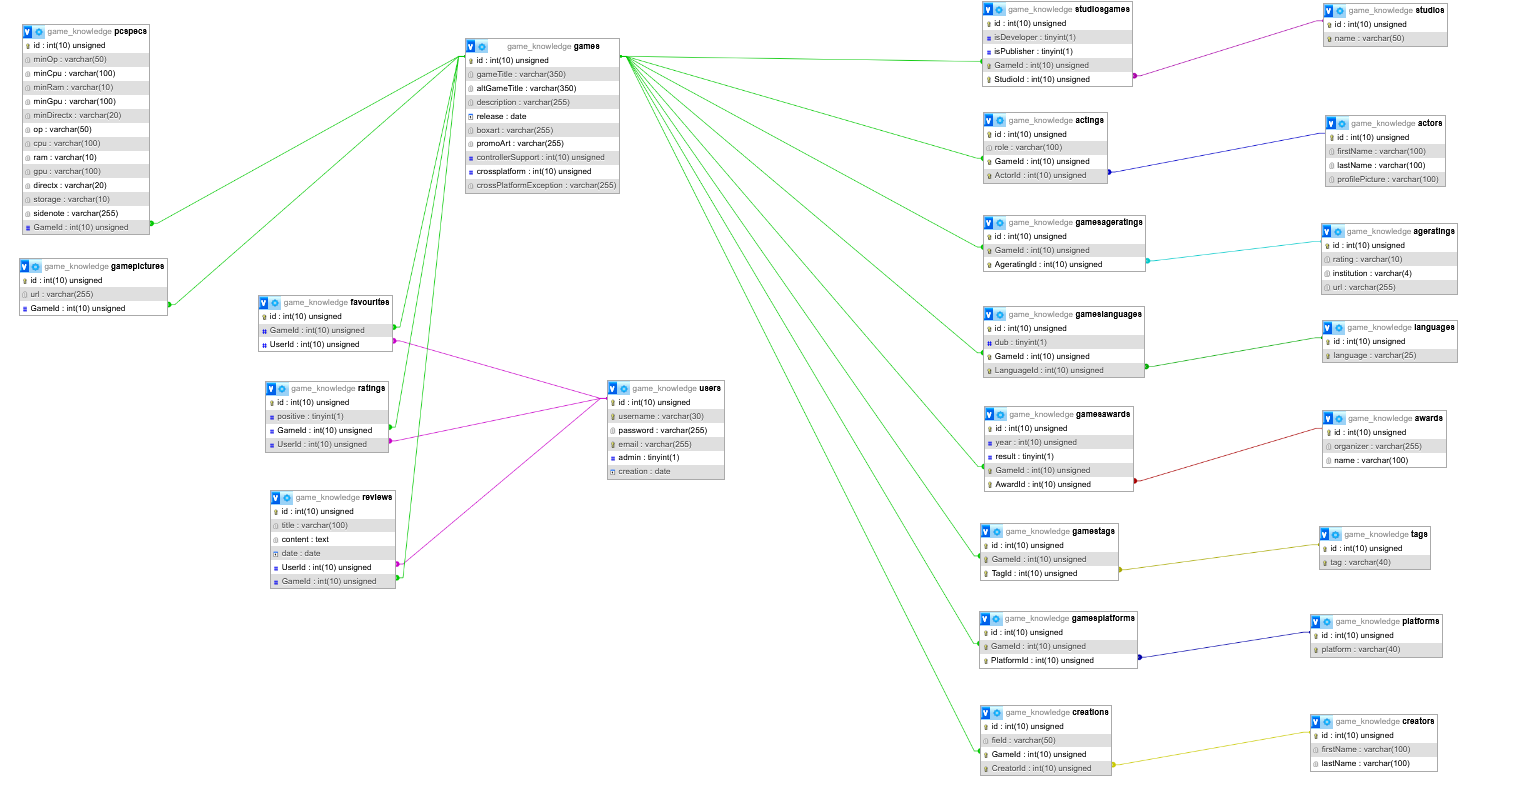 game_knowledge pcspecs
id : int(10) unsigned
minOp : varchar(50)
minCpu : varchar(100)
minRam : varchar(10)
minGpu : varchar(100)
minDirectx : varchar(20)
op : varchar(50)
cpu : varchar(100)
ram : varchar(10)
gpu : varchar(100)
directx : varchar(20)
storage : varchar(10)
sidenote : varchar(255)
GameId : int(10) unsigned
game_knowledge gamepictures
id : int(10) unsigned
url : varchar(255)
GameId : int(10) unsigned
game_knowledge games
id : int(10) unsigned
gameTitle : varchar(350)
altGameTitle : varchar(350)
description : varchar(255)
release : date
boxart : varchar(255)
promoArt : varchar(255)
controllerSupport : int(10) unsigned
crossplatform : int(10) unsigned
crossPlatformException : varchar(255)
game_knowledge favourites
id : int(10) unsigned
GameId : int(10) unsigned
UserId : int(10) unsigned
game_knowledge ratings
id : int(10) unsigned
positive : tinyint(1)
GameId : int(10) unsigned
UserId : int(10) unsigned
game_knowledge reviews
id : int(10) unsigned
title : varchar(100)
content : text
date : date
UserId : int(10) unsigned
GameId : int(10) unsigned
game_knowledge users
id : int(10) unsigned
username : varchar(30)
password : varchar(255)
email : varchar(255)
admin : tinyint(1)
creation : date
game_knowledge studiosgames
id : int(10) unsigned
isDeveloper : tinyint(1)
isPublisher : tinyint(1)
GameId : int(10) unsigned
StudioId : int(10) unsigned
game_knowledge studios
id : int(10) unsigned
name : varchar(50)
game_knowledge actings
id : int(10) unsigned
role : varchar(100)
GameId : int(10) unsigned
ActorId : int(10) unsigned
game_knowledge actors
id : int(10) unsigned
firstName : varchar(100)
lastName : varchar(100)
profilePicture : varchar(100)
game_knowledge gamesageratings
id : int(10) unsigned
GameId : int(10) unsigned
AgeratingId : int(10) unsigned
game_knowledge ageratings
id : int(10) unsigned
rating : varchar(10)
institution : varchar(4)
url : varchar(255)
game_knowledge gameslanguages
id : int(10) unsigned
dub : tinyint(1)
GameId : int(10) unsigned
LanguageId : int(10) unsigned
game_knowledge languages
id : int(10) unsigned
language : varchar(25)
game_knowledge gamesawards
id : int(10) unsigned
year : int(10) unsigned
result : tinyint(1)
GameId : int(10) unsigned
AwardId : int(10) unsigned
game_knowledge awards
id : int(10) unsigned
organizer : varchar(255)
name : varchar(100)
game_knowledge gamestags
id : int(10) unsigned
GameId : int(10) unsigned
TagId : int(10) unsigned
game_knowledge tags
id : int(10) unsigned
tag : varchar(40)
game_knowledge gamesplatforms
id : int(10) unsigned
GameId : int(10) unsigned
PlatformId : int(10) unsigned
game_knowledge platforms
id : int(10) unsigned
platform : varchar(40)
game_knowledge creations
id : int(10) unsigned
field : varchar(50)
GameId : int(10) unsigned
CreatorId : int(10) unsigned
game_knowledge creators
id : int(10) unsigned
firstName : varchar(100)
lastName : varchar(100)